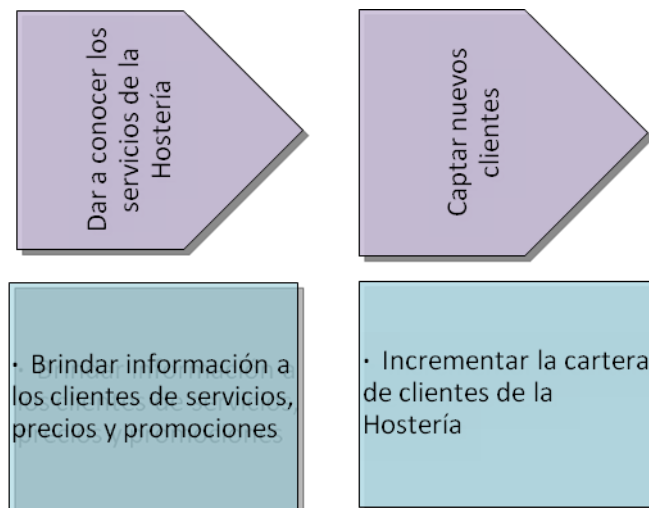 Dar a conocer los
servicios de la
Hostería
Captar nuevos
clientes
· Brindar información a
los clientes de servicios,
precios y promociones
· Incrementar la cartera
de clientes de la
Hostería